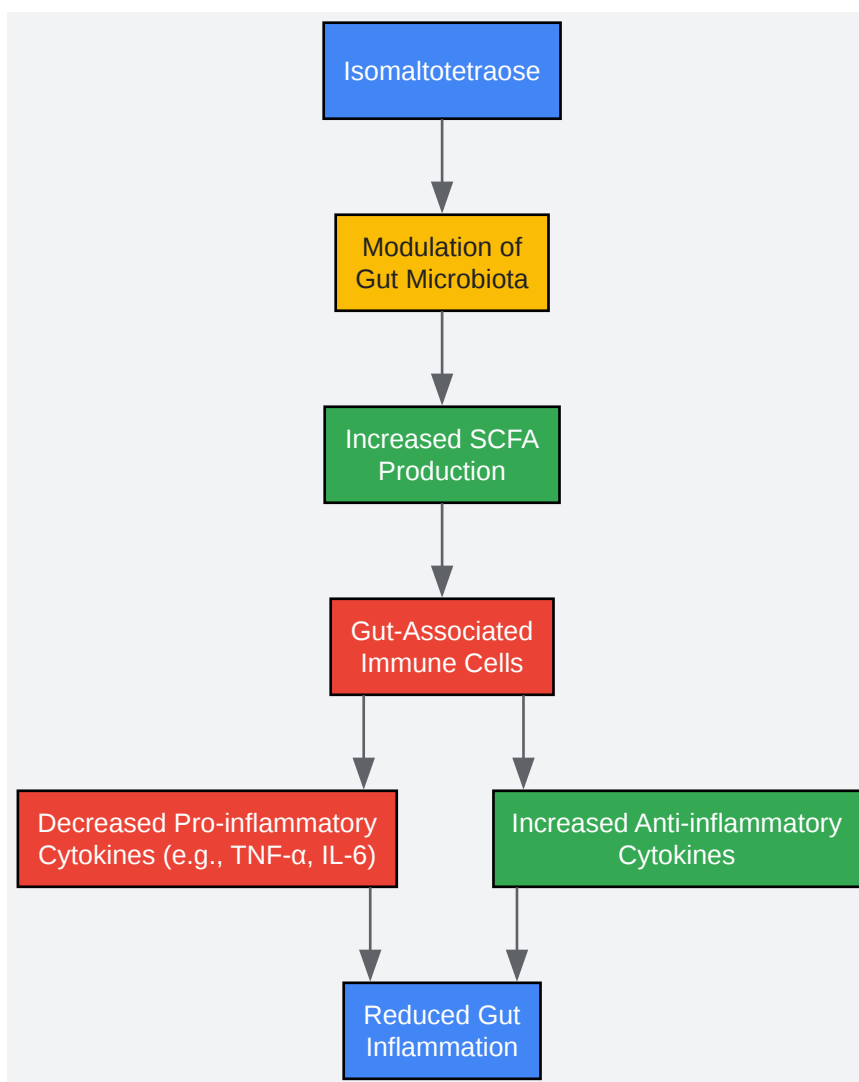 Isomaltotetraose
Modulation of
Gut Microbiota
Increased SCFA
Production
Gut-Associated
Immune Cells
Decreased Pro-inflammatory
Cytokines (e.g., TNF-α, IL-6)
Increased Anti-inflammatory
Cytokines
Reduced Gut
Inflammation